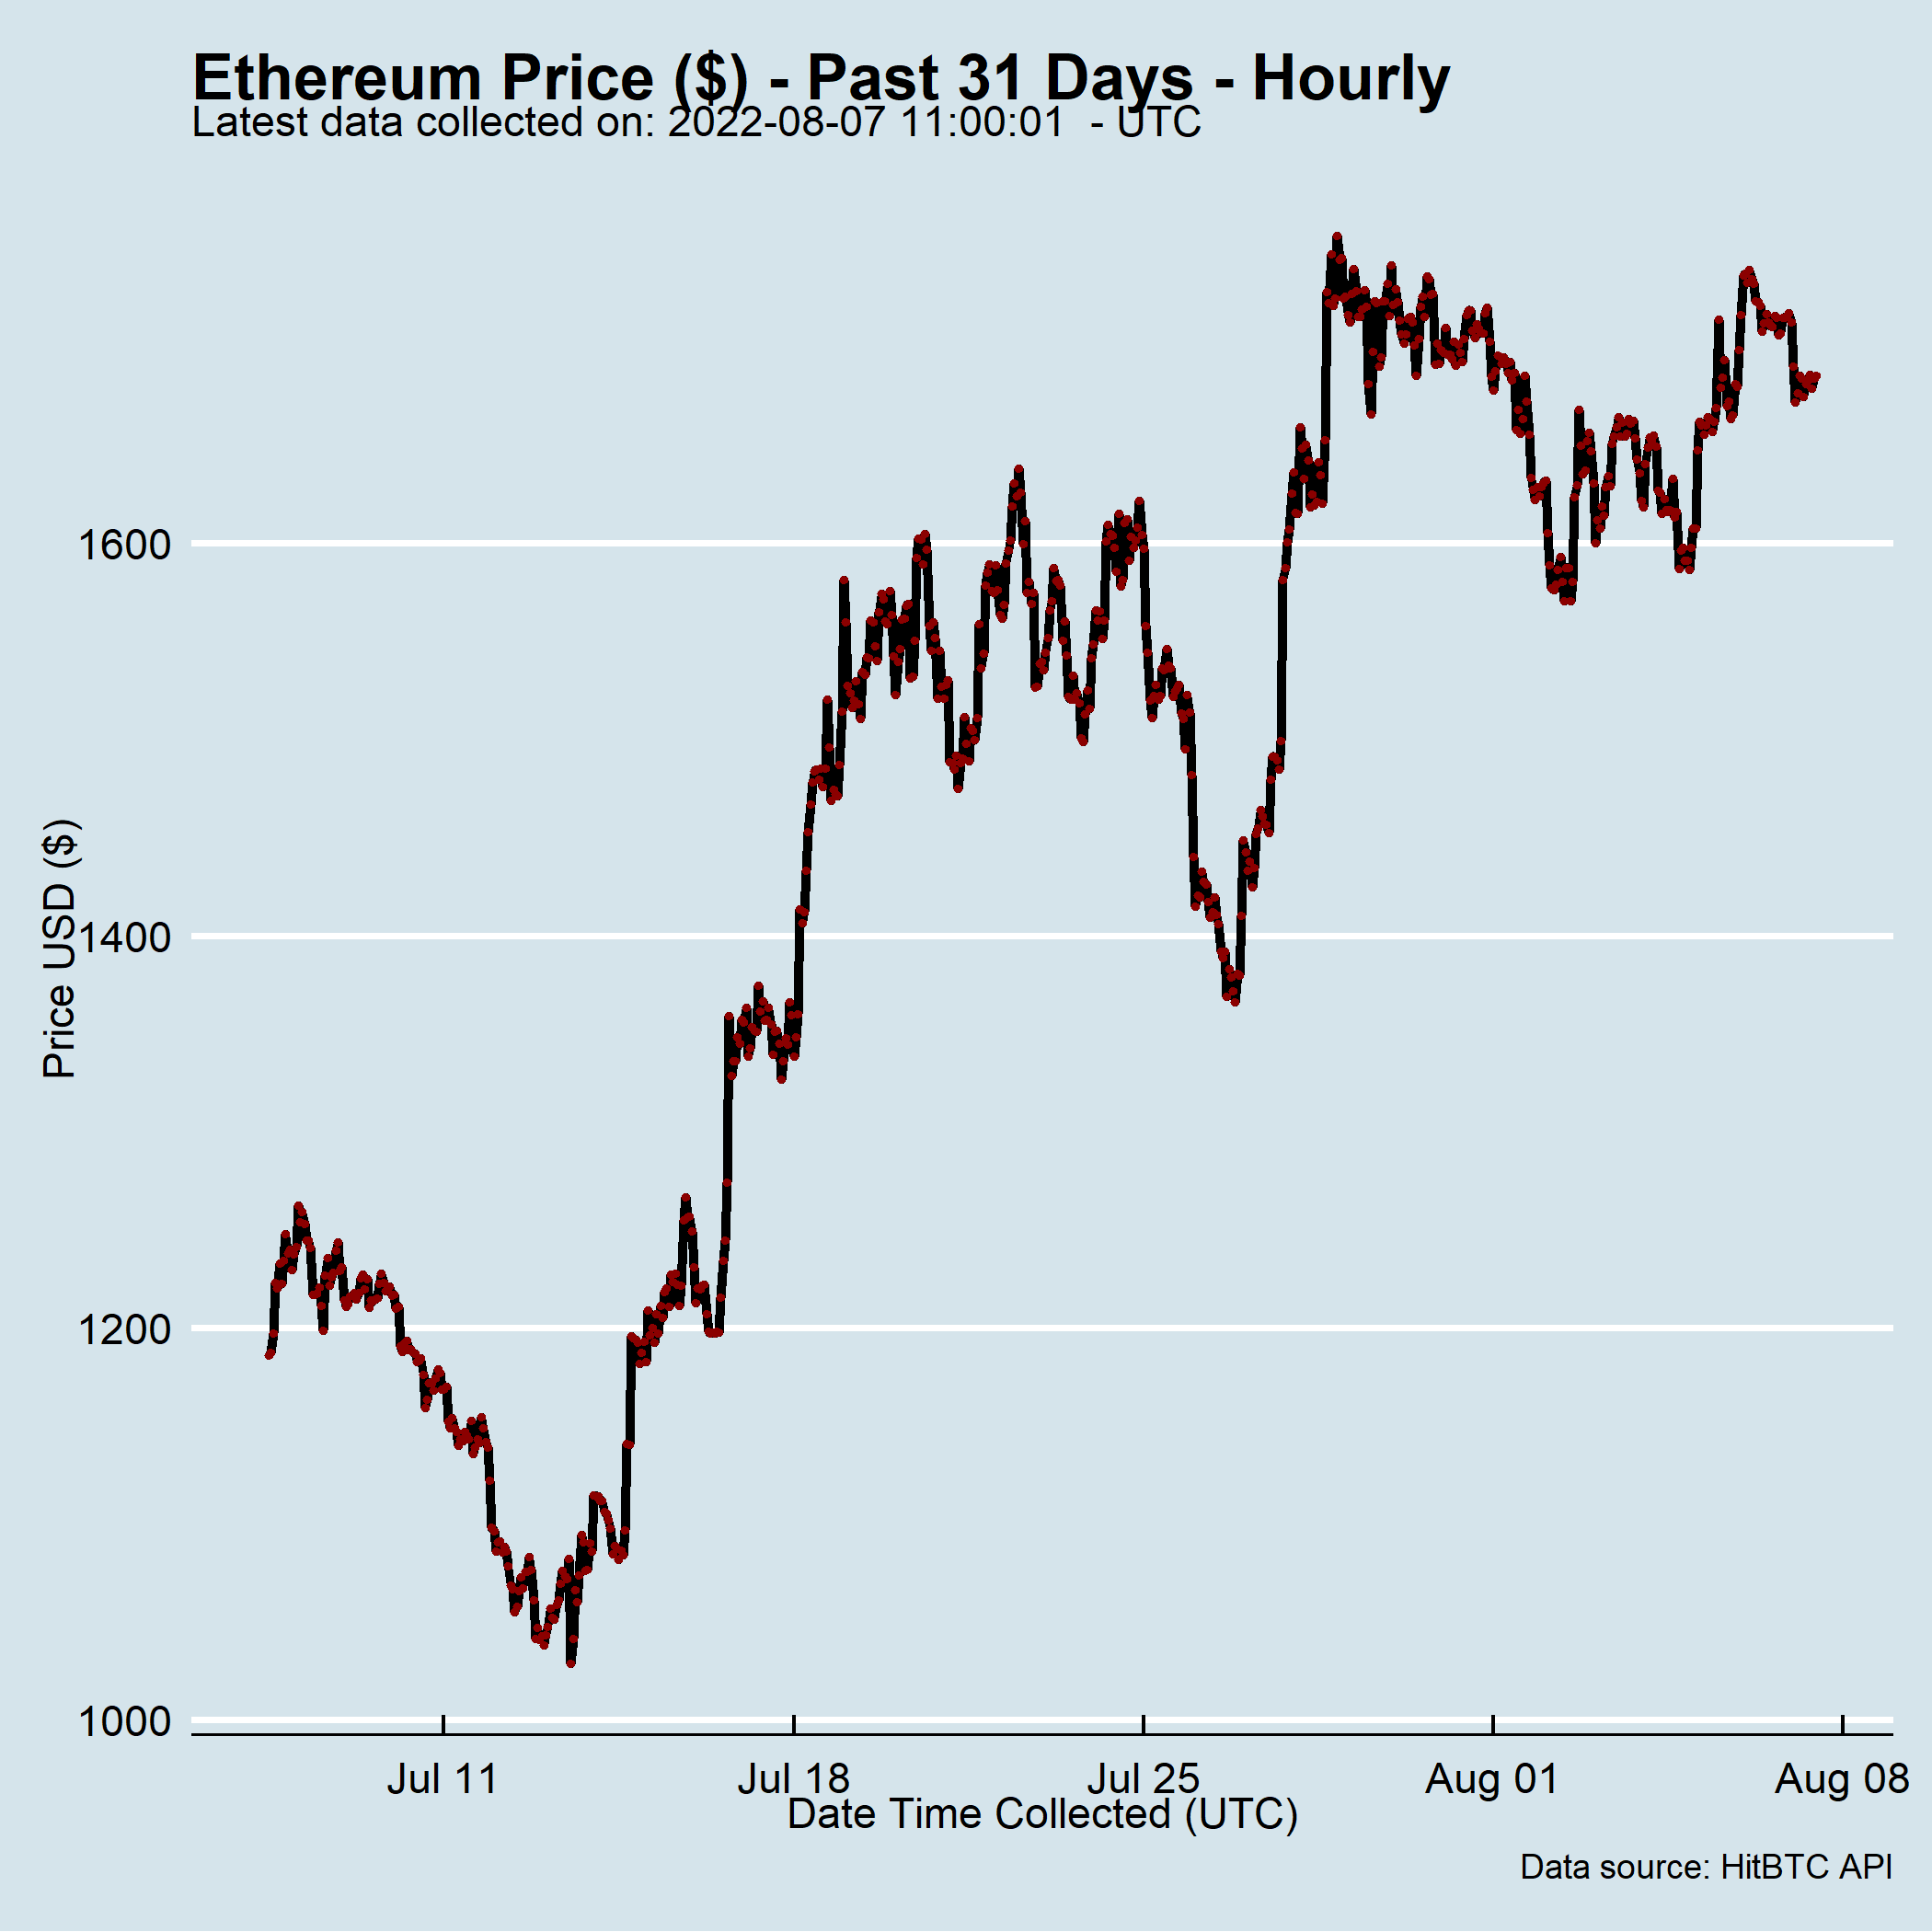 Ethereum Price ($) - Past 31 Days - Hourly
Latest data collected on: 2022-08-07 11:00:01  - UTC
Price USD ($)
1600
1400
1200
1000
Jul 11 Jul 18 Jul 25 Aug 01 Aug 08
Date Time Collected (UTC)
Data source: HitBTC API